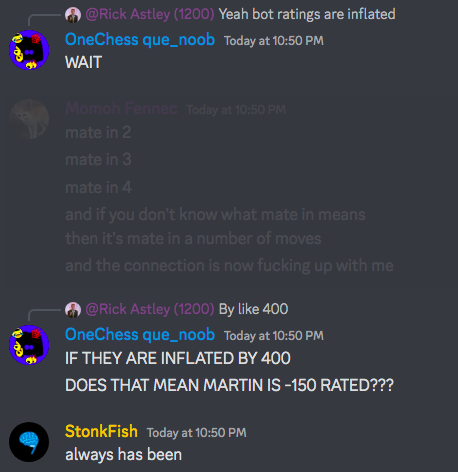 @Rick Astley (1200) Yeah bot ratings are inflated
OneChess que_noob Today at 10:50 PM
WAIT
Momoh Fennec Today at 10:50 PM
mate in 2
mate in 3
mate in 4
and if you don't know what mate in means
then it's mate in a number of moves
and the connection is now fucking up with me
@Rick Astley (1200) By like 400
OneChess que_noob Today at 10:50 PM
IF THEY ARE INFLATED BY 400
DOES THAT MEAN MARTIN IS -150 RATED???
StonkFish Today at 10:50 PM
always has been